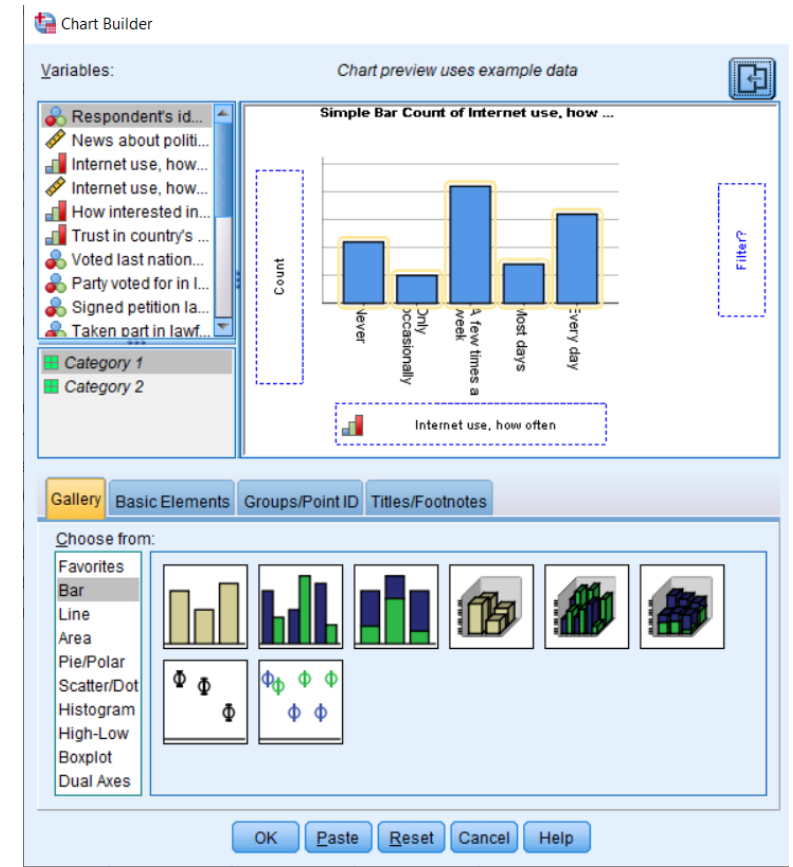 Chart Builder
Variables:
Chart preview uses example data
Respondent's id...
News about politi...
Internet use, how...
Internet use, how...
How interested in...
Trust in country's ...
Voted last nation...
Party voted for in l...
Signed petition la...
Taken part in lawf...
Category 1
Category 2
Simple Bar Count of Internet use, how ...
Count
Filter?
Never
Only
occasionally
A few times a
week
Most days
Every day
Internet use, how often
Gallery
Basic Elements
Groups/Point ID
Titles/Footnotes
Choose from:
Favorites
Bar
Line
Area
Pie/Polar
Scatter/Dot
Histogram
High-Low
Boxplot
Dual Axes
OK
Paste
Reset
Cancel
Help